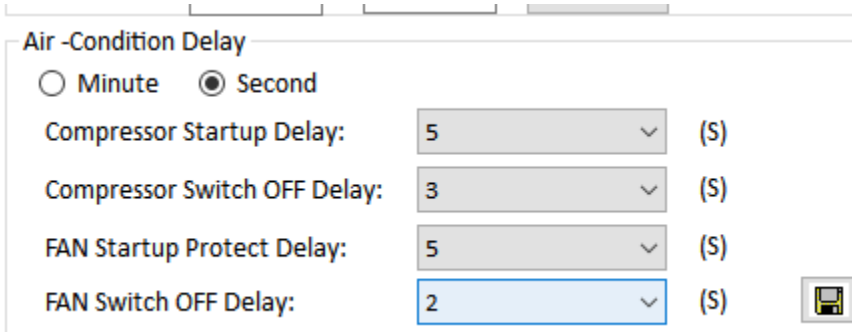 Air -Condition Delay
Minute Second
Compressor Startup Delay: 5 (S)
Compressor Switch OFF Delay: 3 (S)
FAN Startup Protect Delay: 5 (S)
FAN Switch OFF Delay: 2 (S)